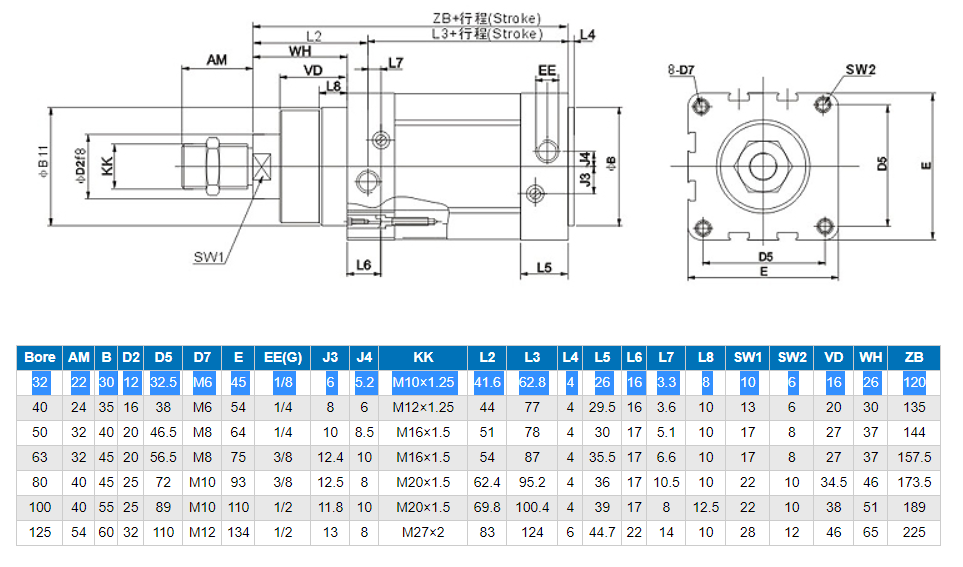 ZB+行程(Stroke)
L2
L3+行程(Stroke)
L4
WH
AM
VD
L7
EE
L8
8-D7
SW2
KK
ΦD2f8
ΦB11
J4
J3
ΦB
D5
E
SW1
L6
L5
D5
E
Bore AM B D2 D5 D7 E EE(G) J3 J4 KK L2 L3 L4 L5 L6 L7 L8 SW1 SW2 VD WH ZB
32 22 30 12 32.5 M6 45 1/8 6 5.2 M10×1.25 41.6 62.8 4 26 16 3.3 8 10 6 16 26 120
40 24 35 16 38 M6 54 1/4 8 6 M12×1.25 44 77 4 29.5 16 3.6 10 13 6 20 30 135
50 32 40 20 46.5 M8 64 1/4 10 8.5 M16×1.5 51 78 4 30 17 5.1 10 17 8 27 37 144
63 32 45 20 56.5 M8 75 3/8 12.4 10 M16×1.5 54 87 4 35.5 17 6.6 10 17 8 27 37 157.5
80 40 45 25 72 M10 93 3/8 12.5 8 M20×1.5 62.4 95.2 4 36 17 10.5 10 22 10 34.5 46 173.5
100 40 55 25 89 M10 110 1/2 11.8 10 M20×1.5 69.8 100.4 4 39 17 8 12.5 22 10 38 51 189
125 54 60 32 110 M12 134 1/2 13 8 M27×2 83 124 6 44.7 22 14 10 28 12 46 65 225